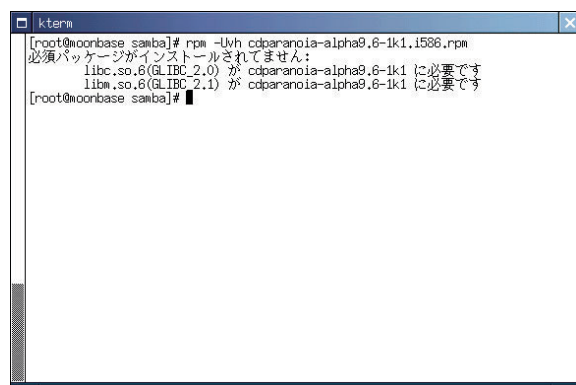 kterm
[root@moonbase samba]# rpm -Uvh cdparanoia-alpha9.6-1k1.i586.rpm
必須パッケージがインストールされてません:
libc.so.6(GLIBC_2.0) が cdparanoia-alpha9.6-1k1 に必要です
libm.so.6(GLIBC_2.1) が cdparanoia-alpha9.6-1k1 に必要です
[root@moonbase samba]#